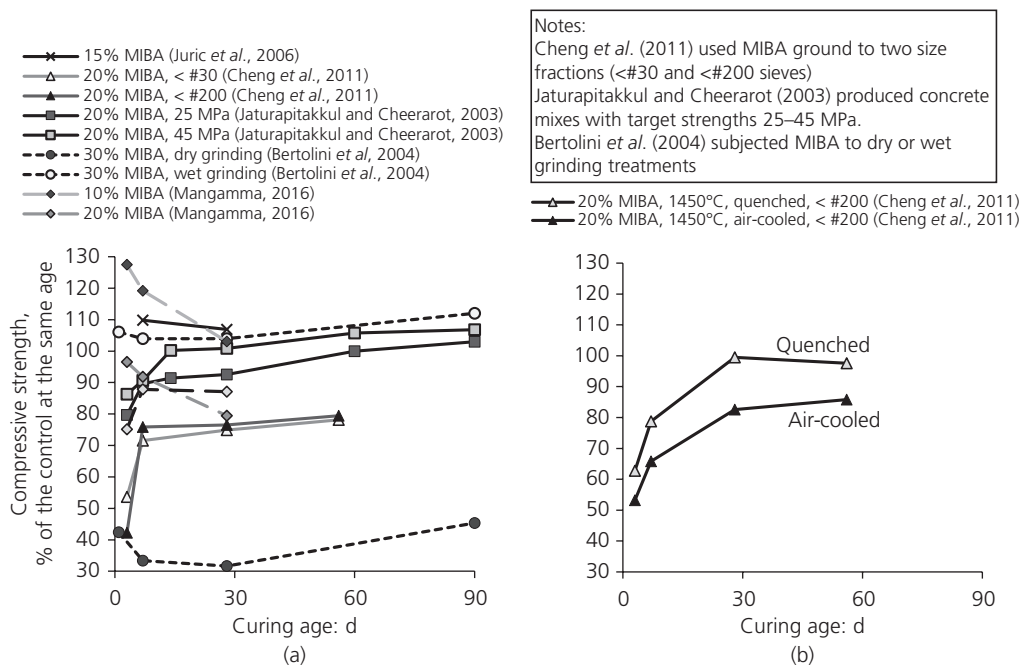 15% MIBA (Juric et al., 2006)
20% MIBA, < #30 (Cheng et al., 2011)
20% MIBA, < #200 (Cheng et al., 2011)
20% MIBA, 25 MPa (Jaturapitakkul and Cheerarot, 2003)
20% MIBA, 45 MPa (Jaturapitakkul and Cheerarot, 2003)
30% MIBA, dry grinding (Bertolini et al, 2004)
30% MIBA, wet grinding (Bertolini et al., 2004)
10% MIBA (Mangamma, 2016)
20% MIBA (Mangamma, 2016)
Compressive strength,
% of the control at the same age
130
120
110
100
90
80
70
60
50
40
30
0
30
60
90
Curing age: d
(a)
Notes:
Cheng et al. (2011) used MIBA ground to two size
fractions (<#30 and <#200 sieves)
Jaturapitakkul and Cheerarot (2003) produced concrete
mixes with target strengths 25–45 MPa.
Bertolini et al. (2004) subjected MIBA to dry or wet
grinding treatments
20% MIBA, 1450°C, quenched, < #200 (Cheng et al., 2011)
20% MIBA, 1450°C, air-cooled, < #200 (Cheng et al., 2011)
130
120
110
100
90
80
70
60
50
40
30
Quenched
Air-cooled
0
30
60
90
Curing age: d
(b)